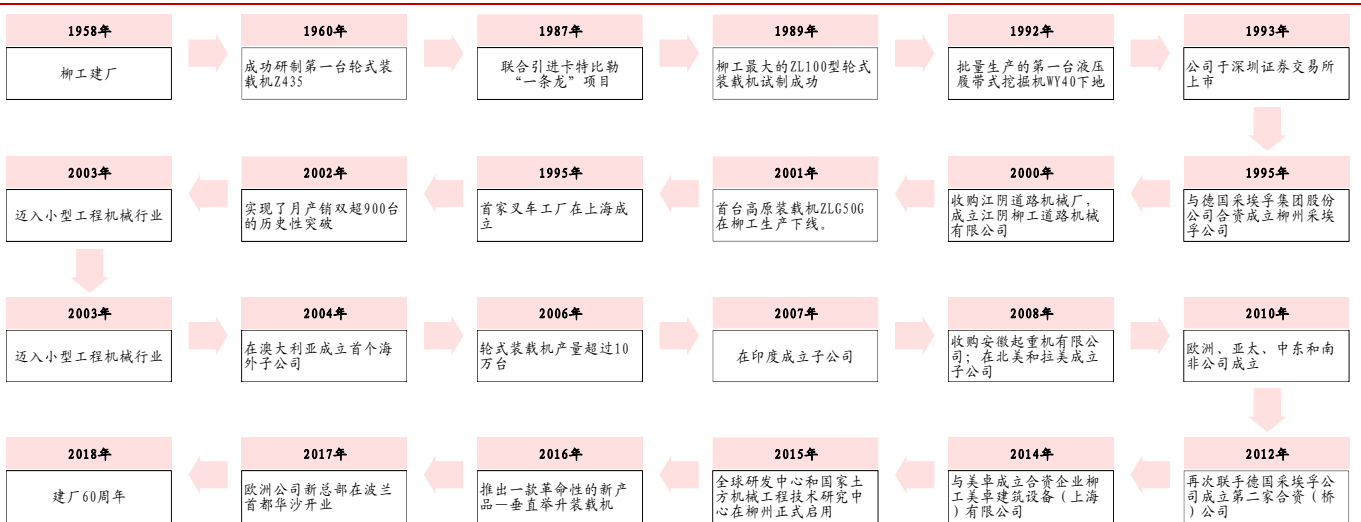 1958年
柳工建厂
1960年
成功研制第一台轮式装
载机Z435
1987年
联合引进卡特比勒
“一条龙”项目
1989年
柳工最大的ZL100型轮式
装载机试制成功
1992年
批量生产的第一台液压
履带式挖掘机WY40下地
1993年
公司于深圳证券交易所
上市
1995年
与德国采埃孚集团股份
公司合资成立柳州采埃
孚公司
2000年
收购江阴道路机械厂，
成立江阴柳工道路机械
有限公司
2001年
首台高原装载机ZLG50G
在柳工生产下线。
1995年
首家叉车工厂在上海成
立
2002年
实现了月产销双超900台
的历史性突破
2003年
迈入小型工程机械行业
2003年
迈入小型工程机械行业
2004年
在澳大利亚成立首个海
外子公司
2006年
轮式装载机产量超过10
万台
2007年
在印度成立子公司
2008年
收购安徽起重机有限公
司；在北美和拉美成立
子公司
2010年
欧洲、亚太、中东和南
非公司成立
2012年
再次联手德国采埃孚公
司成立第二家合资（桥
）公司
2014年
与美卓成立合资企业柳
工美卓建筑设备（上海
）有限公司
2015年
全球研发中心和国家土
方机械工程技术研究中
心在柳州正式启用
2016年
推出一款革命性的新产
品—垂直举升装载机
2017年
欧洲公司新总部在波兰
首都华沙开业
2018年
建厂60周年